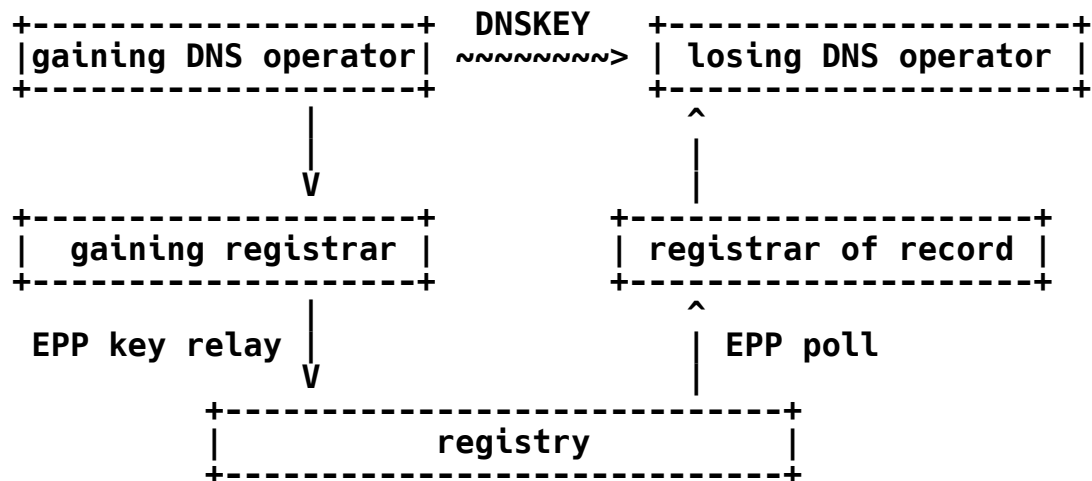 DNSKEY
gaining DNS operator ~~~~~~~~> losing DNS operator
gaining registrar registrar of record
EPP key relay EPP poll
registry